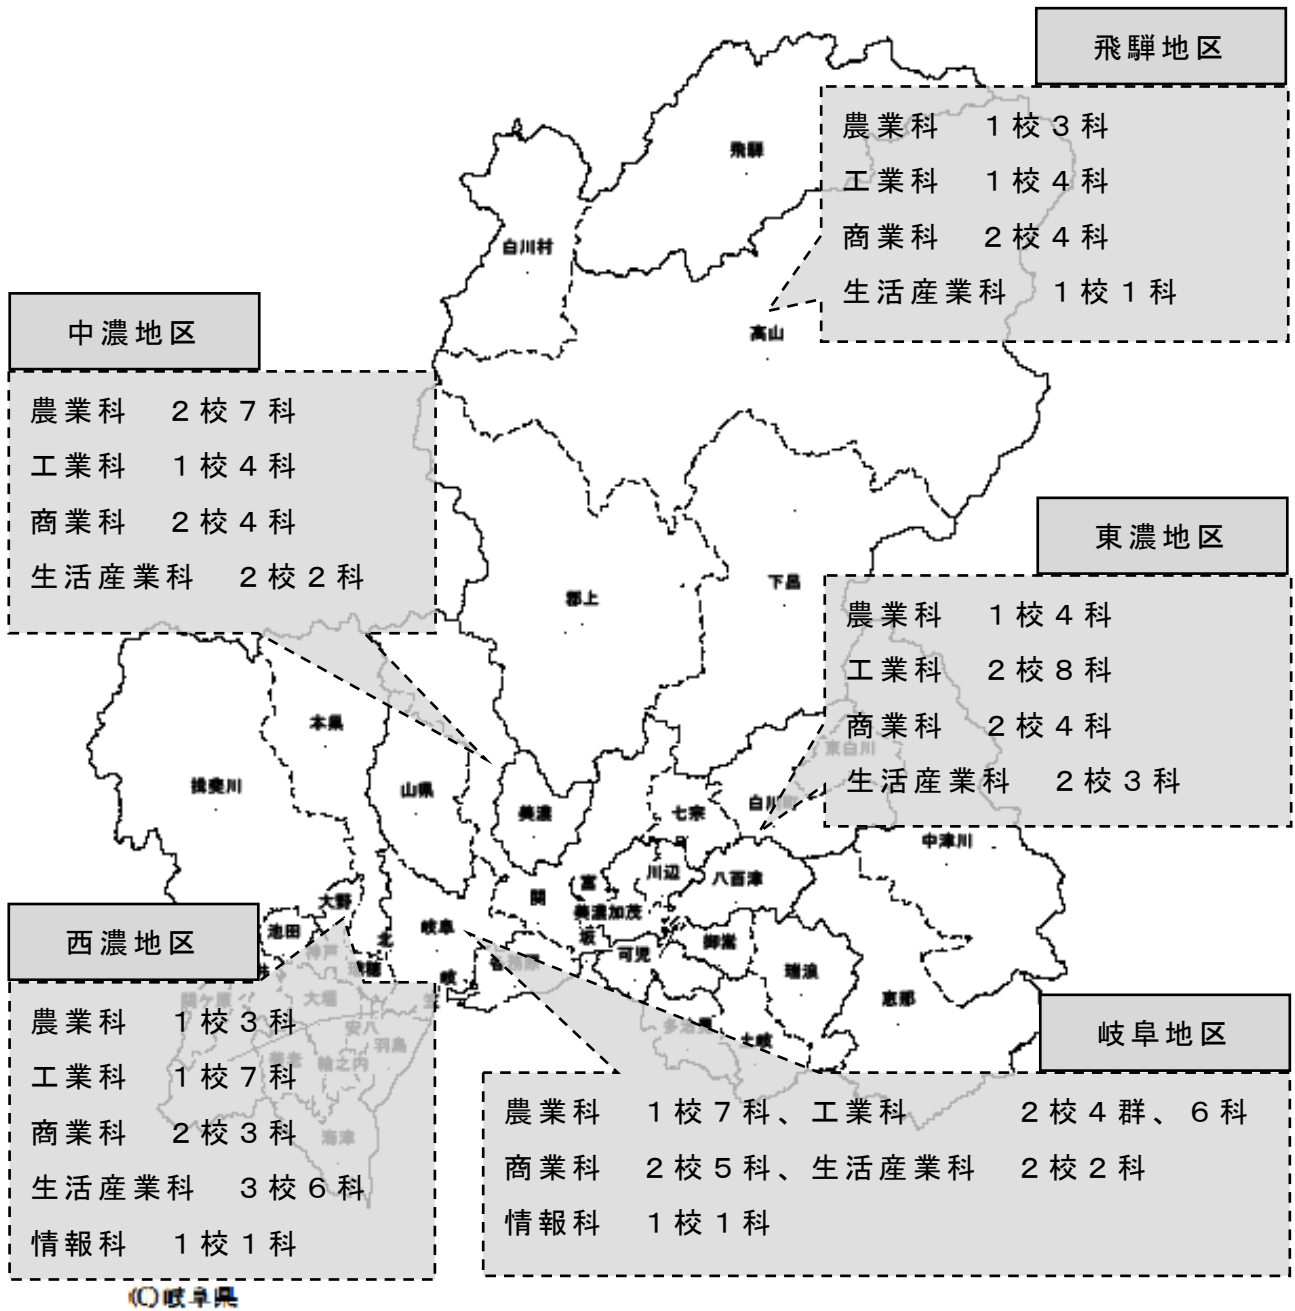 飛騨地区
農業科　１校３科
工業科　１校４科
商業科　２校４科
生活産業科　１校１科
飛騨
白川村
高山
中濃地区
農業科　２校７科
工業科　１校４科
商業科　２校４科
生活産業科　２校２科
郡上
下呂
東濃地区
農業科　１校４科
工業科　２校８科
商業科　２校４科
生活産業科　２校３科
東白川
本巣
揖斐川
山県
美濃
七宗
白川町
中津川
川辺
八百津
富
美濃加茂
坂
関
大野
池田
北
岐阜
神戸
瑞穂
岐
各務原
可児
御嵩
瑞浪
恵那
多治見
土岐
西濃地区
関ケ原
大垣
笠
安八
羽島
養老
輪之内
海津
農業科　１校３科
工業科　１校７科
商業科　２校３科
生活産業科　３校６科
情報科　１校１科
岐阜地区
農業科　１校７科、工業科　２校４群、６科
商業科　２校５科、生活産業科　２校２科
情報科　１校１科
(C)岐阜県